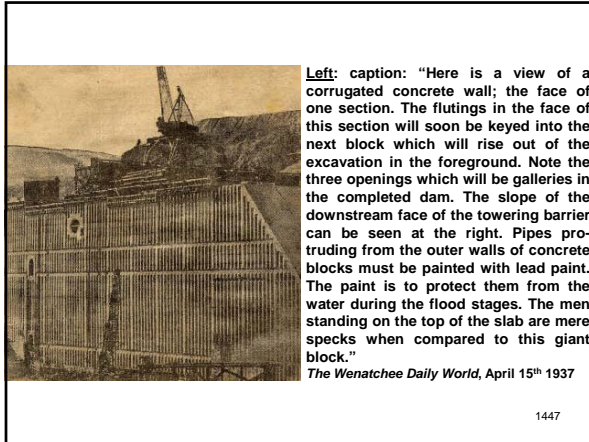 Left: caption: “Here is a view of a
corrugated concrete wall; the face of
one section. The flutings in the face of
this section will soon be keyed into the
next block which will rise out of the
excavation in the foreground. Note the
three openings which will be galleries in
the completed dam. The slope of the
downstream face of the towering barrier
can be seen at the right. Pipes pro-
truding from the outer walls of concrete
blocks must be painted with lead paint.
The paint is to protect them from the
water during the flood stages. The men
standing on the top of the slab are mere
specks when compared to this giant
block.”
The Wenatchee Daily World, April 15th 1937
1447